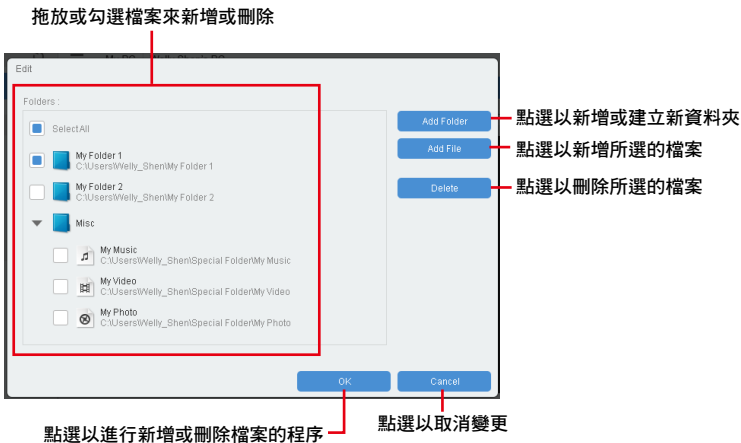 拖放或勾選檔案來新增或刪除
Edit
Folders :
SelectAll
My Folder 1
C:\Users\Welly_Shen\My Folder 1
My Folder 2
C:\Users\Welly_Shen\My Folder 2
Misc
My Music
C:\Users\Welly_Shen\Special Folder\My Music
My Video
C:\Users\Welly_Shen\Special Folder\My Video
My Photo
C:\Users\Welly_Shen\Special Folder\My Photo
Add Folder
點選以新增或建立新資料夾
Add File
點選以新增所選的檔案
Delete
點選以刪除所選的檔案
OK
Cancel
點選以進行新增或刪除檔案的程序
點選以取消變更